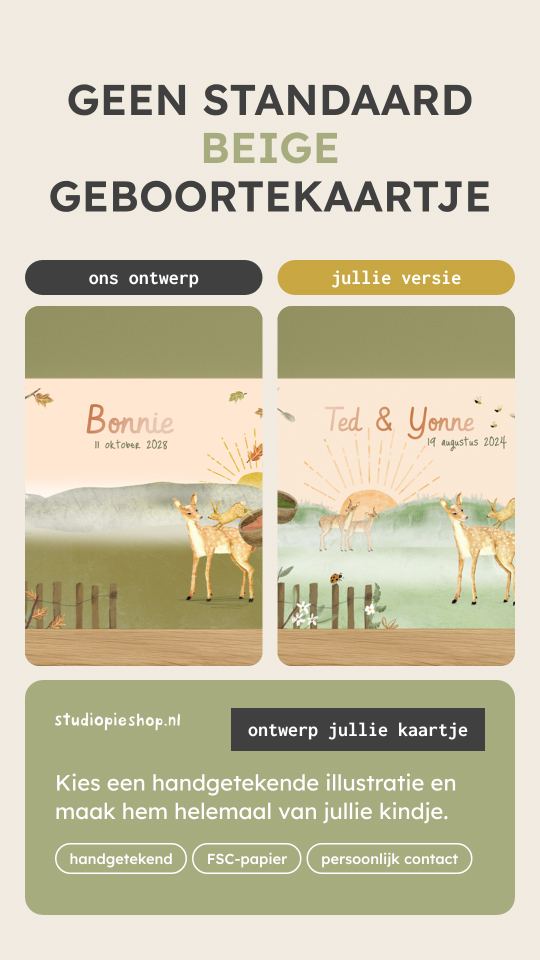 GEEN STANDAARD
BEIGE
GEBOORTEKAARTJE
ons ontwerp
jullie versie
Bonnie
11 oktober 2028
Ted & Yonne
19 augustus 2024
studiopieshop.nl
ontwerp jullie kaartje
Kies een handgetekende illustratie en
maak hem helemaal van jullie kindje.
handgetekend
FSC-papier
persoonlijk contact